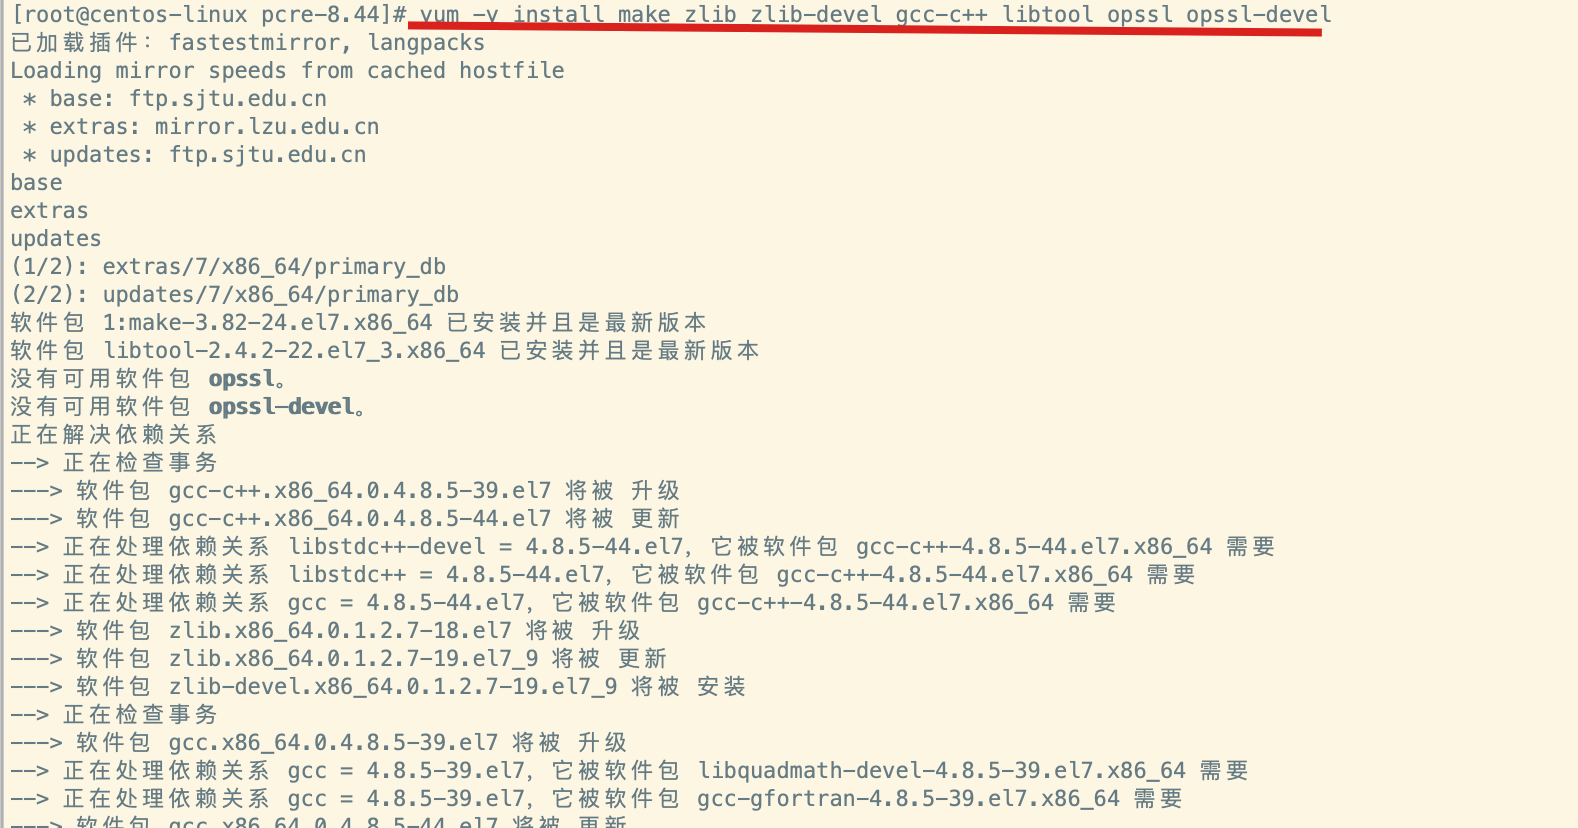 [root@centos-linux pcre-8.44]# yum -y install make zlib zlib-devel gcc-c++ libtool opssl opssl-devel
已加载插件：fastestmirror, langpacks
Loading mirror speeds from cached hostfile
 * base: ftp.sjtu.edu.cn
 * extras: mirror.lzu.edu.cn
 * updates: ftp.sjtu.edu.cn
base
extras
updates
(1/2): extras/7/x86_64/primary_db
(2/2): updates/7/x86_64/primary_db
软件包 1:make-3.82-24.el7.x86_64 已安装并且是最新版本
软件包 libtool-2.4.2-22.el7_3.x86_64 已安装并且是最新版本
没有可用软件包 opssl。
没有可用软件包 opssl-devel。
正在解决依赖关系
--> 正在检查事务
---> 软件包 gcc-c++.x86_64.0.4.8.5-39.el7 将被 升级
---> 软件包 gcc-c++.x86_64.0.4.8.5-44.el7 将被 更新
--> 正在处理依赖关系 libstdc++-devel = 4.8.5-44.el7，它被软件包 gcc-c++-4.8.5-44.el7.x86_64 需要
--> 正在处理依赖关系 libstdc++ = 4.8.5-44.el7，它被软件包 gcc-c++-4.8.5-44.el7.x86_64 需要
--> 正在处理依赖关系 gcc = 4.8.5-44.el7，它被软件包 gcc-c++-4.8.5-44.el7.x86_64 需要
---> 软件包 zlib.x86_64.0.1.2.7-18.el7 将被 升级
---> 软件包 zlib.x86_64.0.1.2.7-19.el7_9 将被 更新
---> 软件包 zlib-devel.x86_64.0.1.2.7-19.el7_9 将被 安装
--> 正在检查事务
---> 软件包 gcc.x86_64.0.4.8.5-39.el7 将被 升级
--> 正在处理依赖关系 gcc = 4.8.5-39.el7，它被软件包 libquadmath-devel-4.8.5-39.el7.x86_64 需要
--> 正在处理依赖关系 gcc = 4.8.5-39.el7，它被软件包 gcc-gfortran-4.8.5-39.el7.x86_64 需要
---> 软件包 gcc.x86_64.0.4.8.5-44.el7 将被 更新